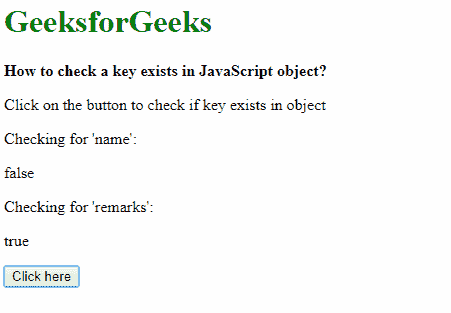 GeeksforGeeks
How to check a key exists in JavaScript object?
Click on the button to check if key exists in object
Checking for 'name':
false
Checking for 'remarks':
true
Click here